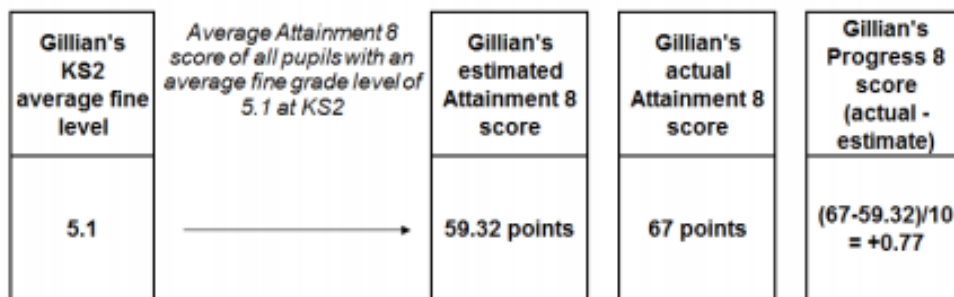 Gillian's
KS2
average fine
level
Average Attainment 8
score of all pupils with an
average fine grade level of
5.1 at KS2
Gillian's
estimated
Attainment 8
score
Gillian's
actual
Attainment 8
score
Gillian's
Progress 8
score
(actual -
estimate)
5.1
59.32 points
67 points
(67-59.32)/10
= +0.77